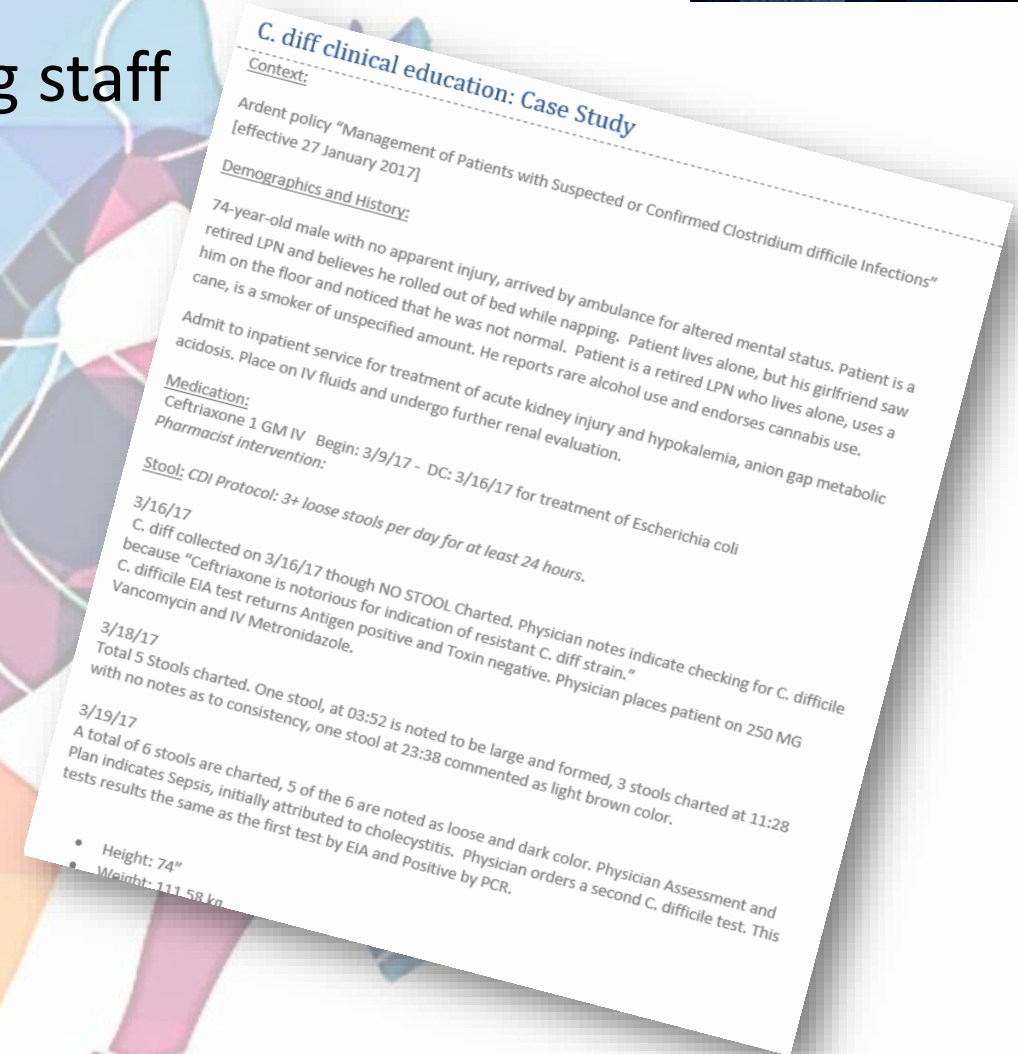 g staff
C. diff clinical education: Case Study
Context:
Ardent policy “Management of Patients with Suspected or Confirmed Clostridium difficile Infections”
[effective 27 January 2017]
Demographics and History:
74-year-old male with no apparent injury, arrived by ambulance for altered mental status. Patient is a
retired LPN and believes he rolled out of bed while napping.  Patient lives alone, but his girlfriend saw
him on the floor and noticed that he was not normal.  Patient is a retired LPN who lives alone, uses a
cane, is a smoker of unspecified amount. He reports rare alcohol use and endorses cannabis use.
Admit to inpatient service for treatment of acute kidney injury and hypokalemia, anion gap metabolic
acidosis. Place on IV fluids and undergo further renal evaluation.
Medication:
Ceftriaxone 1 GM IV   Begin: 3/9/17 -  DC: 3/16/17 for treatment of Escherichia coli
Pharmacist intervention:
Stool: CDI Protocol: 3+ loose stools per day for at least 24 hours.
3/16/17
C. diff collected on 3/16/17 though NO STOOL Charted. Physician notes indicate checking for C. difficile
because “Ceftriaxone is notorious for indication of resistant C. diff strain.”
C. difficile EIA test returns Antigen positive and Toxin negative. Physician places patient on 250 MG
Vancomycin and IV Metronidazole.
3/18/17
Total 5 Stools charted. One stool, at 03:52 is noted to be large and formed, 3 stools charted at 11:28
with no notes as to consistency, one stool at 23:38 commented as light brown color.
3/19/17
A total of 6 stools are charted, 5 of the 6 are noted as loose and dark color. Physician Assessment and
Plan indicates Sepsis, initially attributed to cholecystitis.  Physician orders a second C. difficile test. This
tests results the same as the first test by EIA and Positive by PCR.
• Height: 74”
• Weight: 111.58 kg